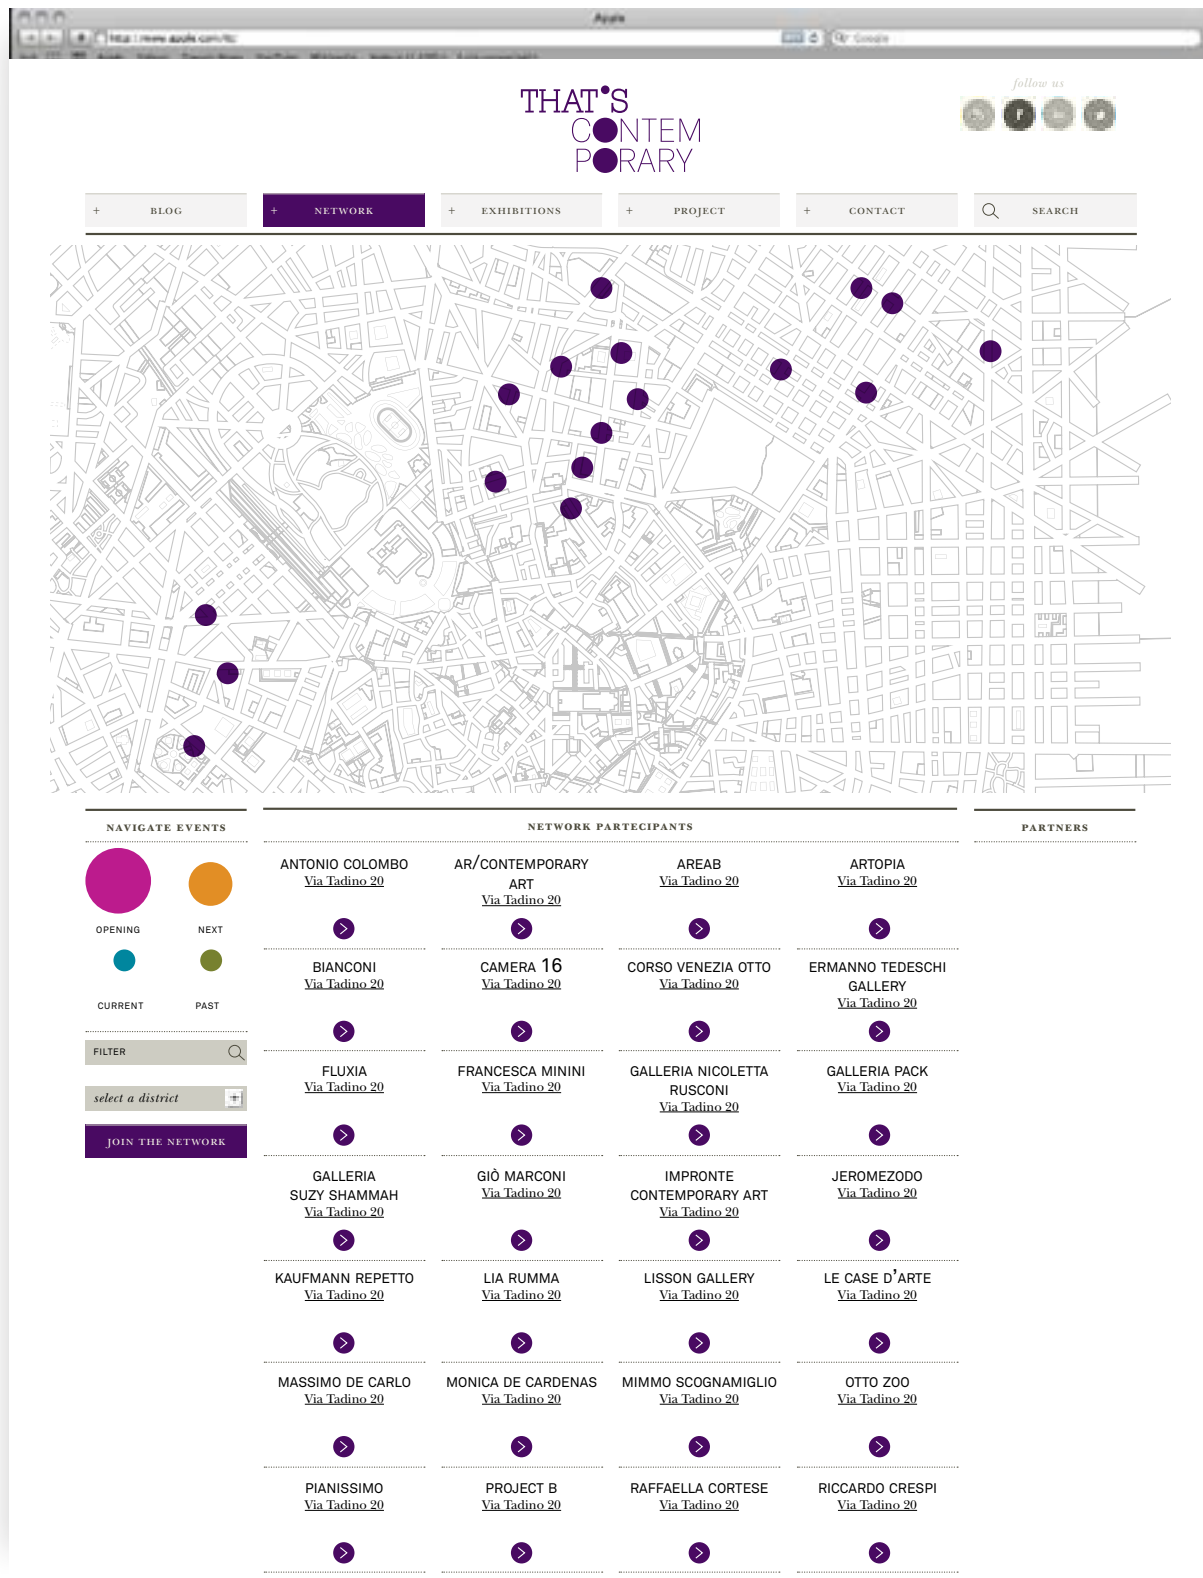 Apple
Google
follow us
THAT'S
CONTEM
PORARY
+ BLOG
+ NETWORK
+ EXHIBITIONS
+ PROJECT
+ CONTACT
SEARCH
NAVIGATE EVENTS
OPENING
NEXT
CURRENT
PAST
FILTER
select a district
+
JOIN THE NETWORK
NETWORK PARTECIPANTS
ANTONIO COLOMBO
Via Tadino 20
AR/CONTEMPORARY
ART
Via Tadino 20
AREAB
Via Tadino 20
ARTOPIA
Via Tadino 20
BIANCONI
Via Tadino 20
CAMERA 16
Via Tadino 20
CORSO VENEZIA OTTO
Via Tadino 20
ERMANNO TEDESCHI
GALLERY
Via Tadino 20
FLUXIA
Via Tadino 20
FRANCESCA MININI
Via Tadino 20
GALLERIA NICOLETTA
RUSCONI
Via Tadino 20
GALLERIA PACK
Via Tadino 20
GALLERIA
SUZY SHAMMAH
Via Tadino 20
GIÒ MARCONI
Via Tadino 20
IMPRONTE
CONTEMPORARY ART
Via Tadino 20
JEROMEZODO
Via Tadino 20
KAUFMANN REPETTO
Via Tadino 20
LIA RUMMA
Via Tadino 20
LISSON GALLERY
Via Tadino 20
LE CASE D'ARTE
Via Tadino 20
MASSIMO DE CARLO
Via Tadino 20
MONICA DE CARDENAS
Via Tadino 20
MIMMO SCOGNAMIGLIO
Via Tadino 20
OTTO ZOO
Via Tadino 20
PIANISSIMO
Via Tadino 20
PROJECT B
Via Tadino 20
RAFFAELLA CORTESE
Via Tadino 20
RICCARDO CRESPI
Via Tadino 20
PARTNERS